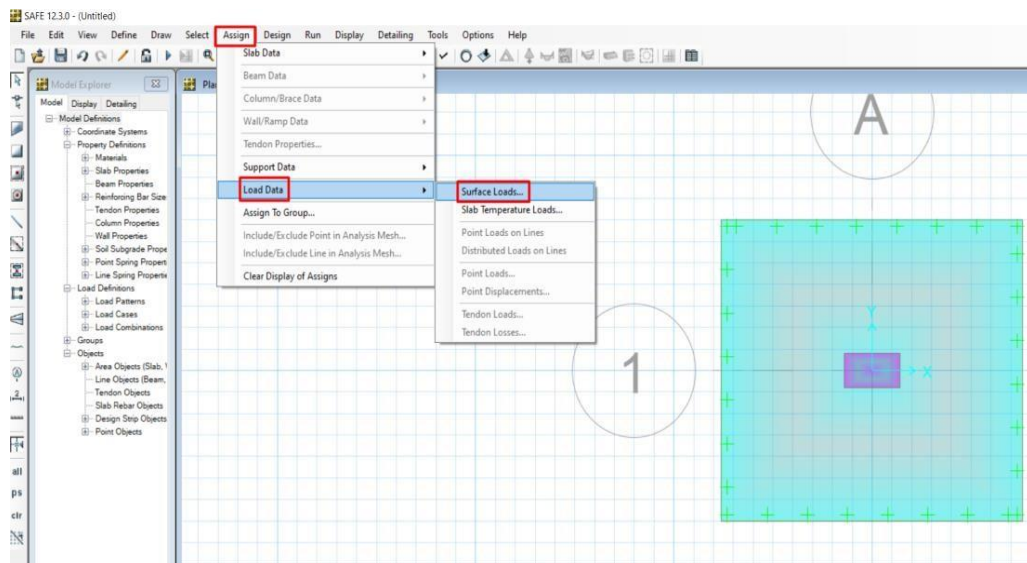 SAFE 12.3.0 - (Untitled)
File Edit View Define Draw Select Assign Design Run Display Detailing Tools Options Help
Model Explorer
Model Display Detailing
Model Definitions
Coordinate Systems
Property Definitions
Materials
Slab Properties
Beam Properties
Reinforcing Bar Size
Tendon Properties
Column Properties
Wall Properties
Soil Subgrade Prope
Point Spring Propert
Line Spring Propertie
Load Definitions
Load Patterns
Load Cases
Load Combinations
Groups
Objects
Area Objects (Slab,
Line Objects (Beam,
Tendon Objects
Slab Rebar Objects
Design Strip Objects
Point Objects
all
ps
clr
Slab Data
Beam Data
Column/Brace Data
Wall/Ramp Data
Tendon Properties...
Support Data
Load Data
Assign To Group...
Include/Exclude Point in Analysis Mesh...
Include/Exclude Line in Analysis Mesh...
Clear Display of Assigns
Surface Loads...
Slab Temperature Loads...
Point Loads on Lines
Distributed Loads on Lines
Point Loads...
Point Displacements...
Tendon Loads...
Tendon Losses...
Pla
A
1
Y
X